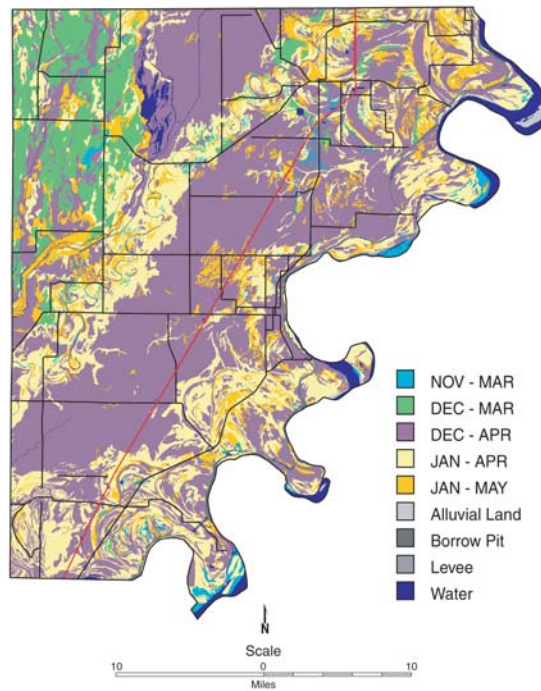 NOV - MAR
DEC - MAR
DEC - APR
JAN - APR
JAN - MAY
Alluvial Land
Borrow Pit
Levee
Water
N
Scale
10 0 10
Miles